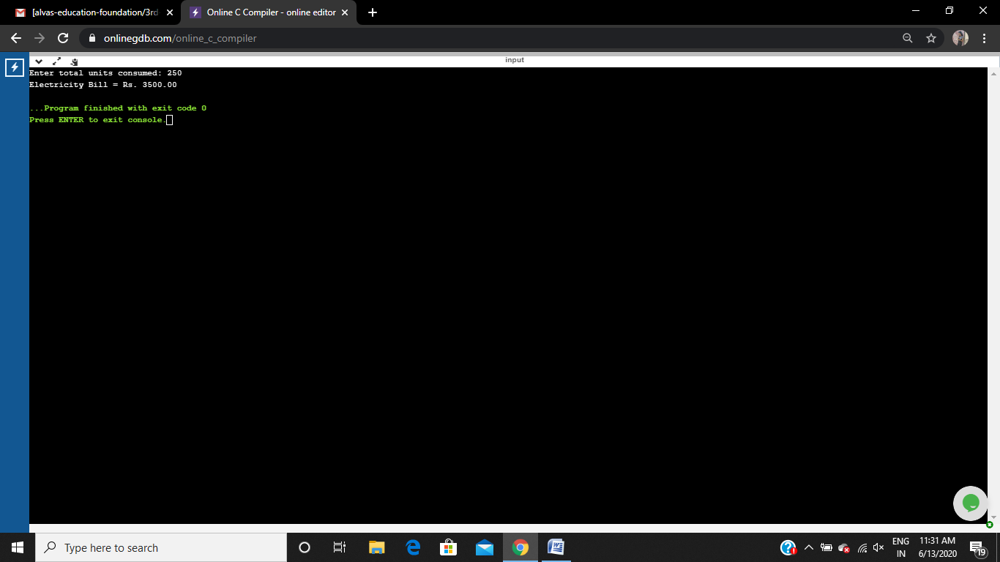 [alvas-education-foundation/3rd
Online C Compiler - online editor
onlinegdb.com/online_c_compiler
input
Enter total units consumed: 250
Electricity Bill = Rs. 3500.00
...Program finished with exit code 0
Press ENTER to exit console.
Type here to search
ENG
IN
11:31 AM
6/13/2020
19